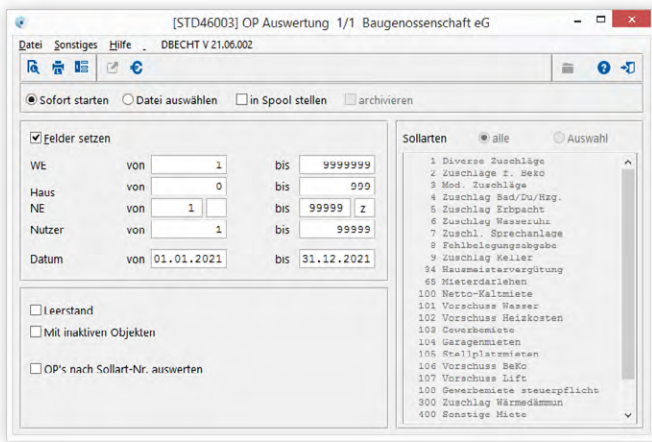 [STD46003] OP Auswertung 1/1 Baugenossenschaft eG
Datei Sonstiges Hilfe . DBECHT V 21.06.002
Sofort starten Datei auswählen in Spool stellen archivieren
Felder setzen
WE von 1 bis 9999999
Haus von 0 bis 999
NE von 1 bis 99999 z
Nutzer von 1 bis 99999
Datum von 01.01.2021 bis 31.12.2021
Leerstand
Mit inaktiven Objekten
OP's nach Sollart-Nr. auswerten
Sollarten alle Auswahl
1 Diverse Zuschläge
2 Zuschläge f. Beko
3 Mod. Zuschläge
4 Zuschlag Bad/Du/Hzg.
5 Zuschlag Erbpacht
6 Zuschlag Wasseruhr
7 Zuschl. Sprechanlage
8 Fehlbelegungsabgabe
9 Zuschlag Keller
34 Hausmeistervergütung
65 Mieterdarlehen
100 Netto-Kaltmiete
101 Vorschuss Wasser
102 Vorschuss Heizkosten
103 Gewerbemiete
104 Garagenmieten
105 Stellplatzmieten
106 Vorschuss BeKo
107 Vorschuss Lift
108 Gewerbemiete steuerpflicht
300 Zuschlag Wärmedämmun
400 Sonstige Miete